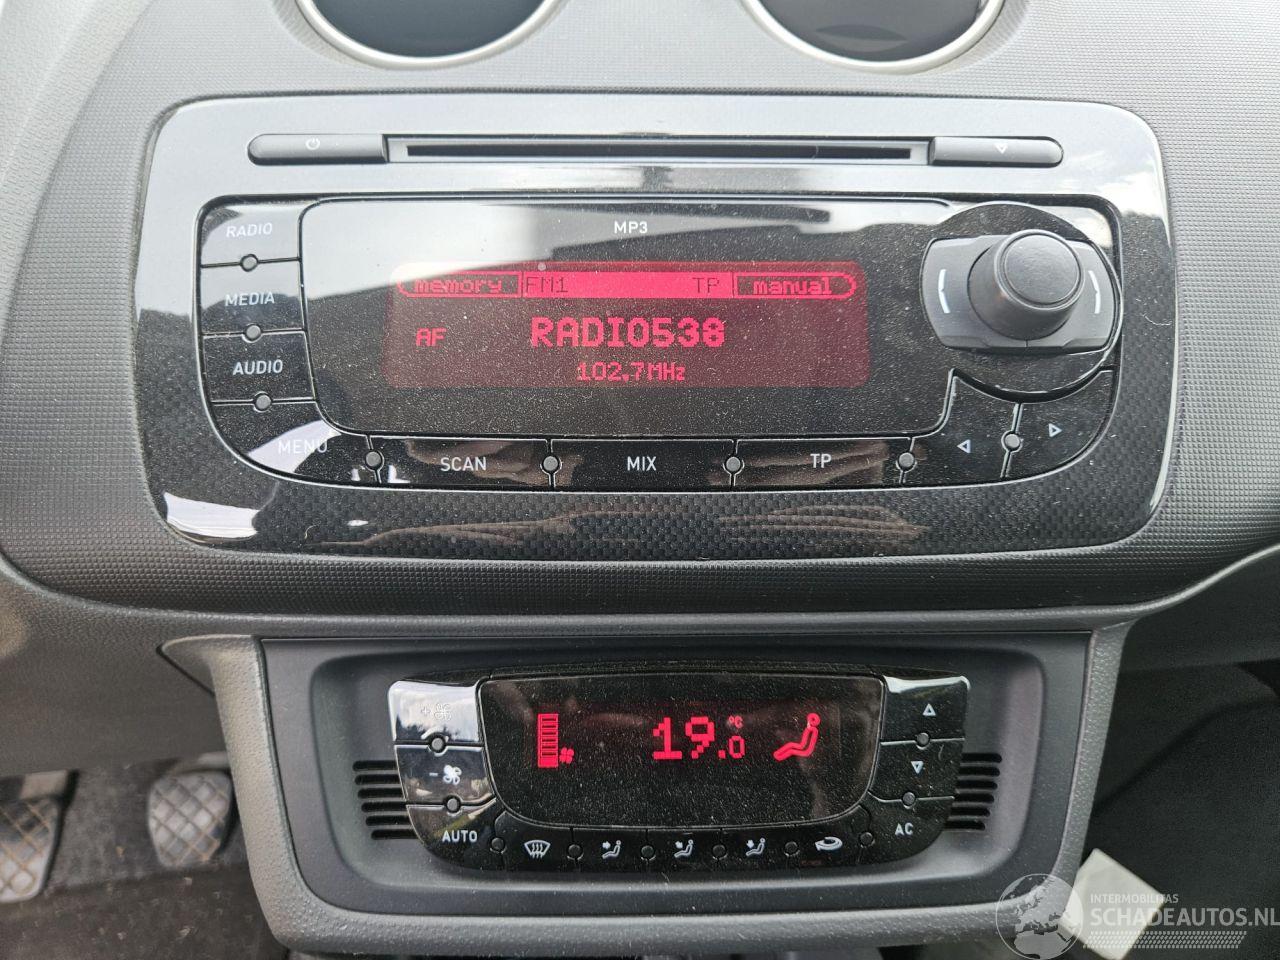 RADIO
MP3
memory FM1 TP manual
MEDIA
AF RADIO538
AUDIO
102.7MHz
MENU
SCAN MIX TP
19.0 °C
AUTO
AC
INTERMOBILITAS
SCHADEAUTOS.NL